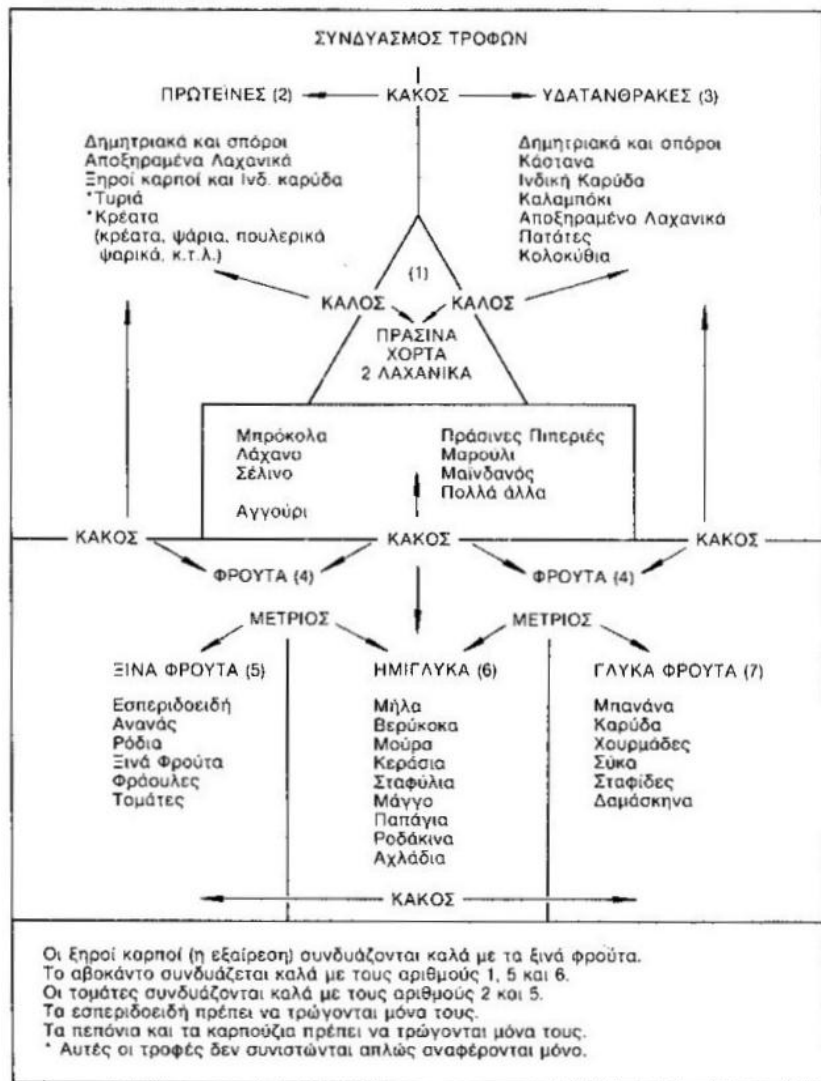 ΣΥΝΔΥΑΣΜΟΣ ΤΡΟΦΩΝ
ΠΡΩΤΕΪΝΕΣ (2) ΚΑΚΟΣ ΥΔΑΤΑΝΘΡΑΚΕΣ (3)
Δημητριακά και σπόροι
Αποξηραμένα Λαχανικά
Ξηροί καρποί και Ινδ. καρύδα
*Τυριά
*Κρέατα
(κρέατα, ψάρια, πουλερικά
ψαρικά, κ.τ.λ.)
Δημητριακά και σπόροι
Κάστανα
Ινδική Καρύδα
Καλαμπόκι
Αποξηραμένα Λαχανικά
Πατάτες
Κολοκύθια
(1)
ΚΑΛΟΣ ΚΑΛΟΣ
ΠΡΑΣΙΝΑ
ΧΟΡΤΑ
2 ΛΑΧΑΝΙΚΑ
Μπρόκολα
Λάχανο
Σέλινο
Αγγούρι
Πράσινες Πιπεριές
Μαρούλι
Μαϊνδανός
Πολλά άλλα
ΚΑΚΟΣ ΚΑΚΟΣ ΚΑΚΟΣ
ΦΡΟΥΤΑ (4) ΦΡΟΥΤΑ (4)
ΜΕΤΡΙΟΣ ΜΕΤΡΙΟΣ
ΞΙΝΑ ΦΡΟΥΤΑ (5) ΗΜΙΓΛΥΚΑ (6) ΓΛΥΚΑ ΦΡΟΥΤΑ (7)
Εσπεριδοειδή
Ανανάς
Ρόδια
Ξινά Φρούτα
Φράουλες
Τομάτες
Μήλα
Βερύκοκα
Μούρα
Κεράσια
Σταφύλια
Μάγγο
Παπάγια
Ροδάκινα
Αχλάδια
Μπανάνα
Καρύδα
Χουρμάδες
Σύκα
Σταφίδες
Δαμάσκηνα
ΚΑΚΟΣ
Οι ξηροί καρποί (η εξαίρεση) συνδυάζονται καλά με τα ξινά φρούτα.
Το αβοκάντο συνδυάζεται καλά με τους αριθμούς 1, 5 και 6.
Οι τομάτες συνδυάζονται καλά με τους αριθμούς 2 και 5.
Τα εσπεριδοειδή πρέπει να τρώγονται μόνα τους.
Τα πεπόνια και τα καρπούζια πρέπει να τρώγονται μόνα τους.
* Αυτές οι τροφές δεν συνιστώνται απλώς αναφέρονται μόνο.